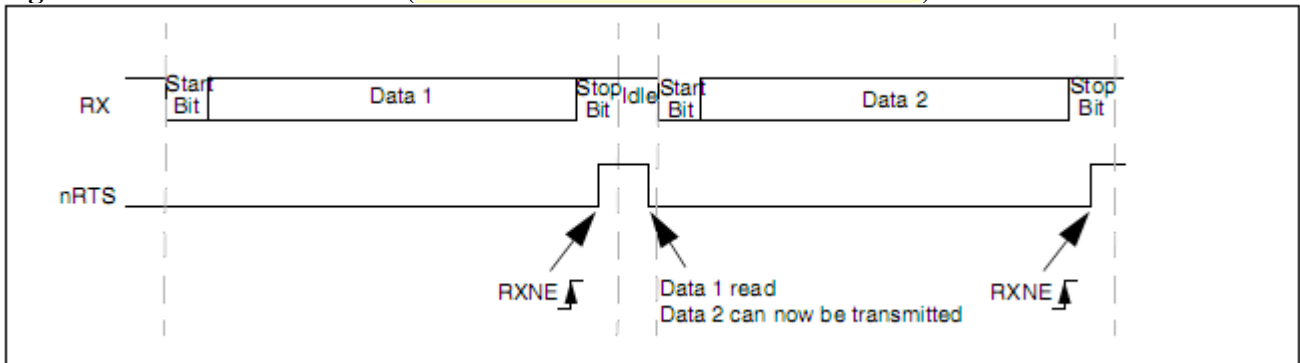 Start
Bit
Data 1
Stop
Bit
Idle
Start
Bit
Data 2
Stop
Bit
RX
nRTS
RXNE
Data 1 read
Data 2 can now be transmitted
RXNE